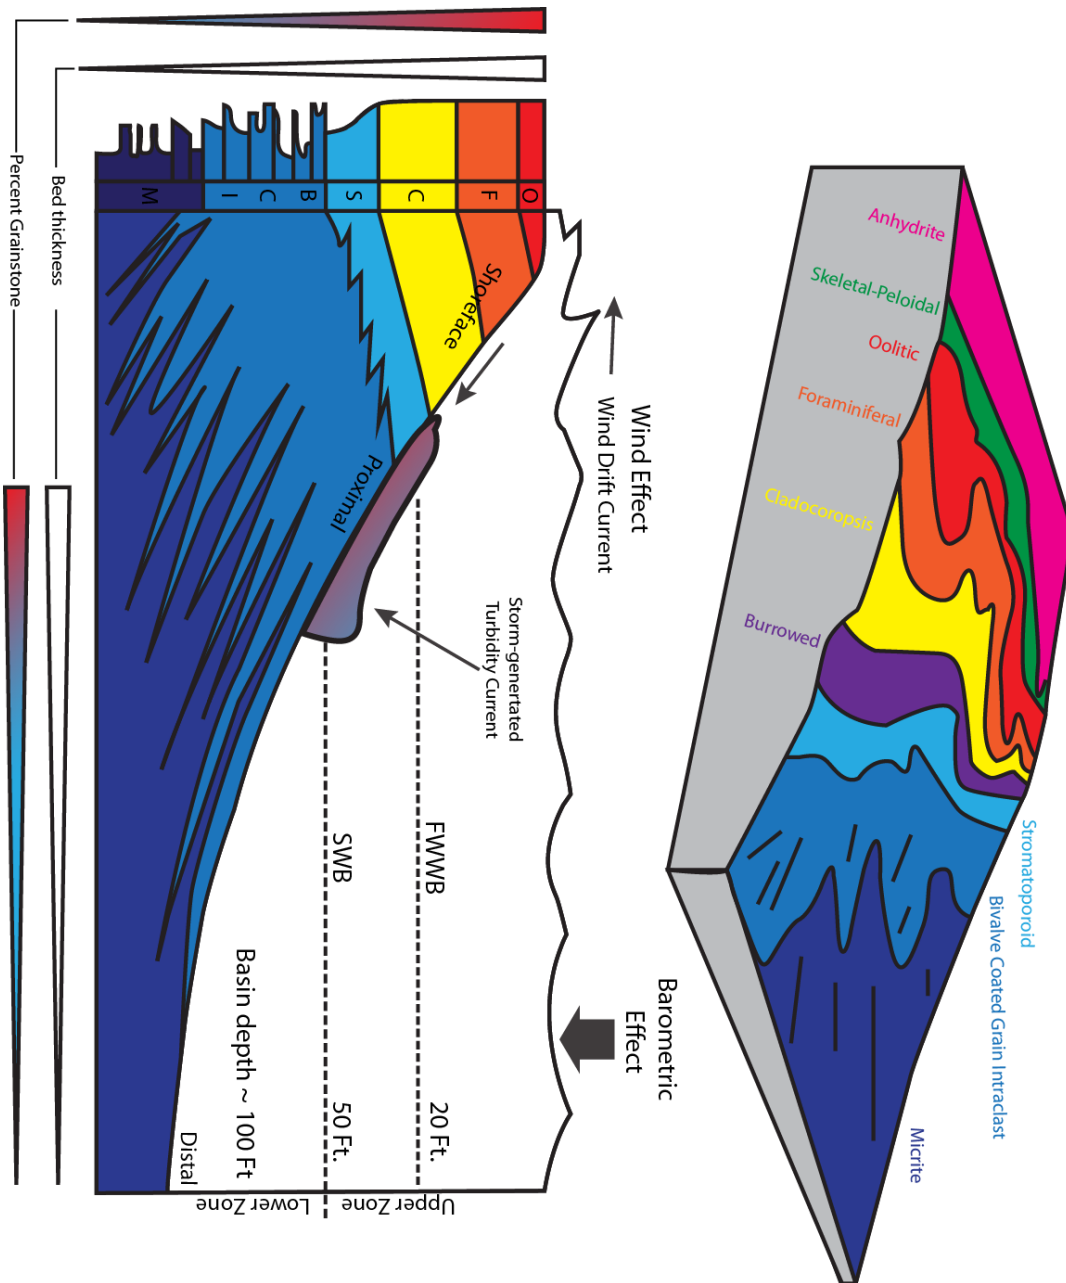 Anhydrite
Skeletal-Peloidal
Oolitic
Foraminiferal
Cladocoropsis
Burrowed
Stromatoporoid
Bivalve Coated Grain Intraclast
Micrite
Wind Effect
Wind Drift Current
Barometric
Effect
Storm-genertated
Turbidity Current
FWWB
20 Ft.
SWB
50 Ft.
Basin depth ~ 100 Ft
Shoreface
Proximal
Distal
Upper Zone
Lower Zone
O
F
C
S
B
C
I
M
Bed thickness
Percent Grainstone